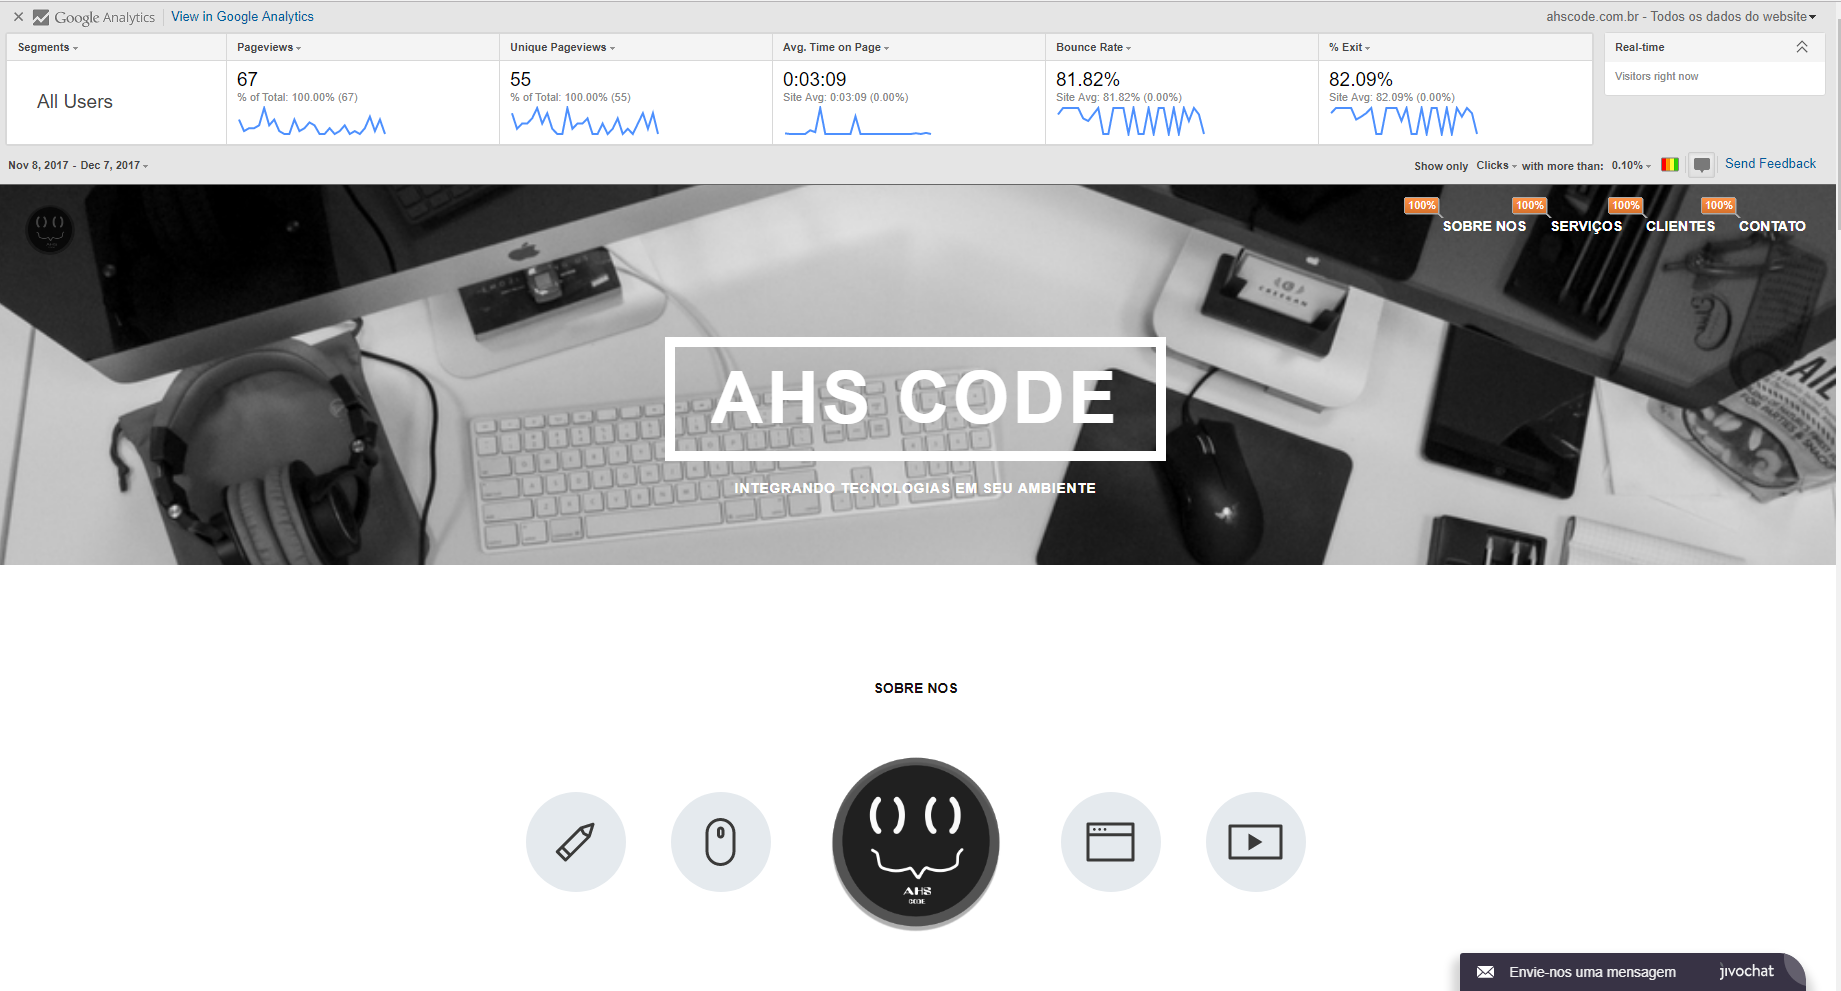 Google Analytics View in Google Analytics ahscode.com.br - Todos os dados do website
Segments Pageviews Unique Pageviews Avg. Time on Page Bounce Rate % Exit Real-time
All Users
67 55 0:03:09 81.82% 82.09%
% of Total: 100.00% (67) % of Total: 100.00% (55) Site Avg: 0:03:09 (0.00%) Site Avg: 81.82% (0.00%) Site Avg: 82.09% (0.00%)
Visitors right now
Nov 8, 2017 - Dec 7, 2017 Show only Clicks with more than: 0.10% Send Feedback
100% 100% 100% 100%
SOBRE NOS SERVIÇOS CLIENTES CONTATO
AHS CODE
INTEGRANDO TECNOLOGIAS EM SEU AMBIENTE
SOBRE NOS
AHS
CODE
Envie-nos uma mensagem jivochat